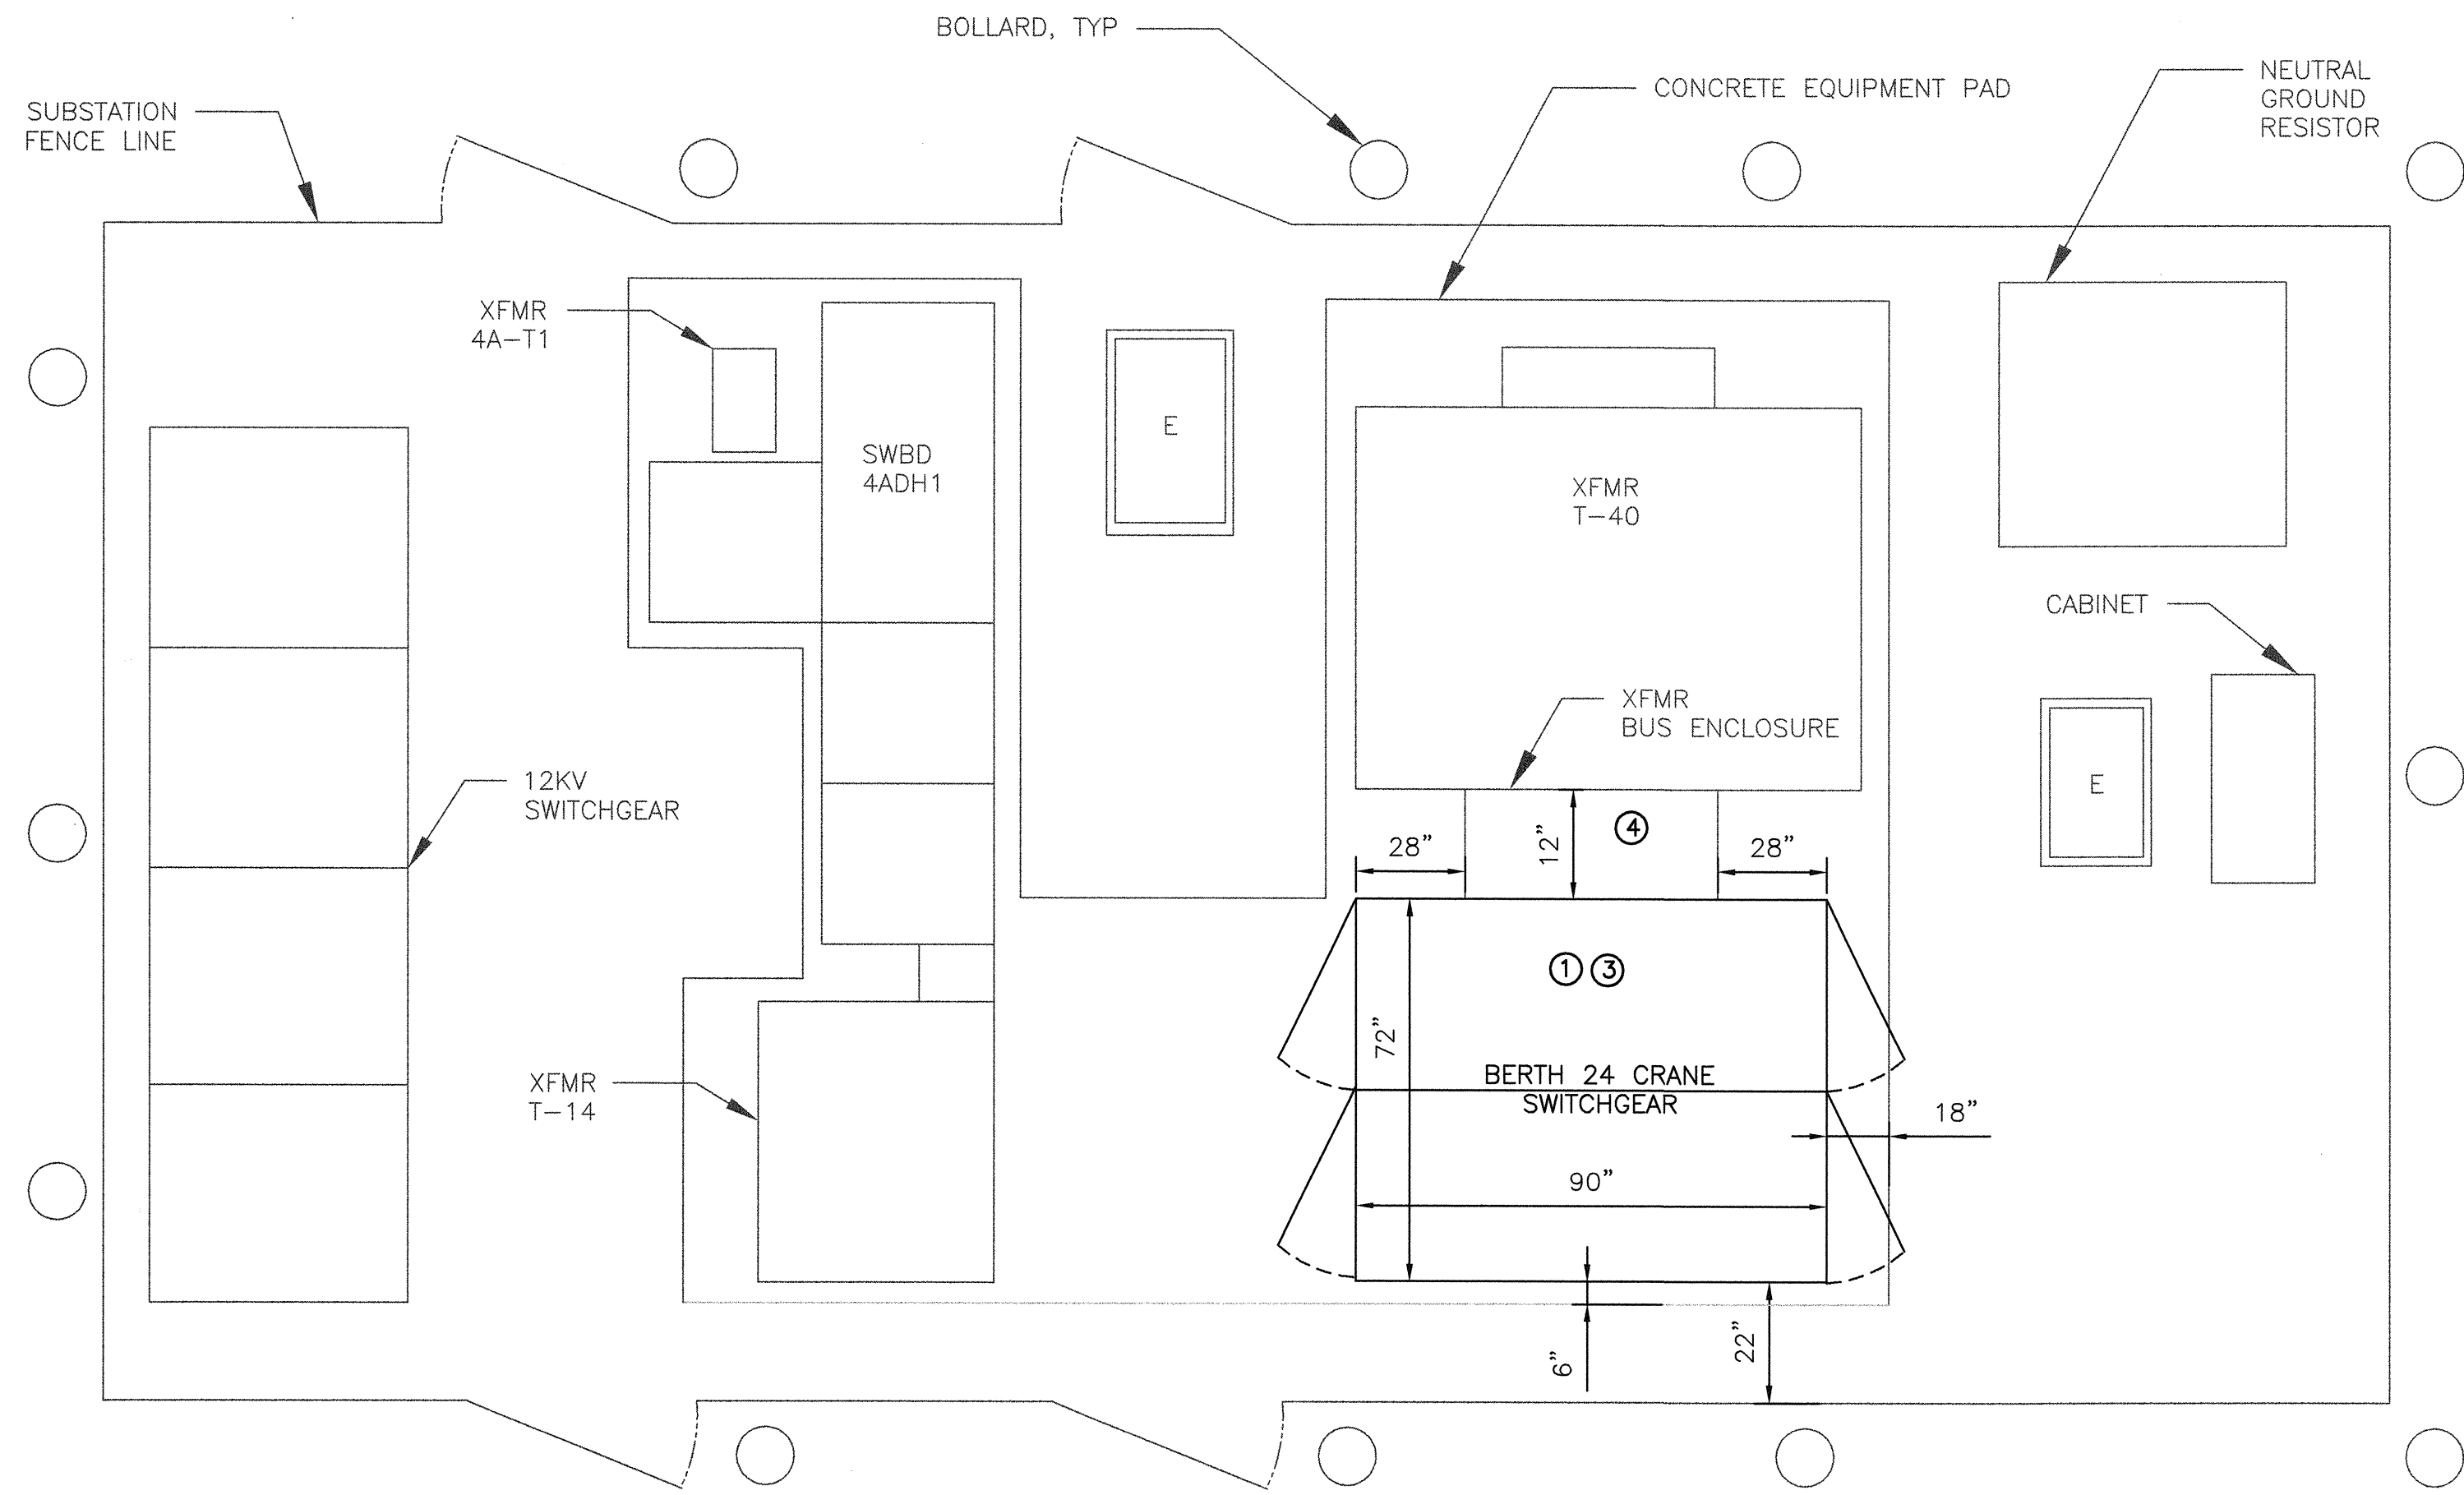 BOLLARD, TYP
SUBSTATION
FENCE LINE
CONCRETE EQUIPMENT PAD
NEUTRAL
GROUND
RESISTOR
XFMR
4A-T1
SWBD
4ADH1
E
XFMR
T-40
CABINET
XFMR
BUS ENCLOSURE
12KV
SWITCHGEAR
E
28"
12"
4
28"
1 3
72"
BERTH 24 CRANE
SWITCHGEAR
XFMR
T-14
18"
90"
6"
22"